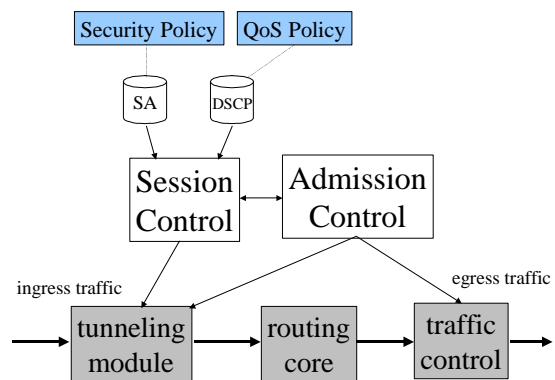 Security Policy
QoS Policy
SA
DSCP
Session
Control
Admission
Control
ingress traffic
egress traffic
tunneling
module
routing
core
traffic
control